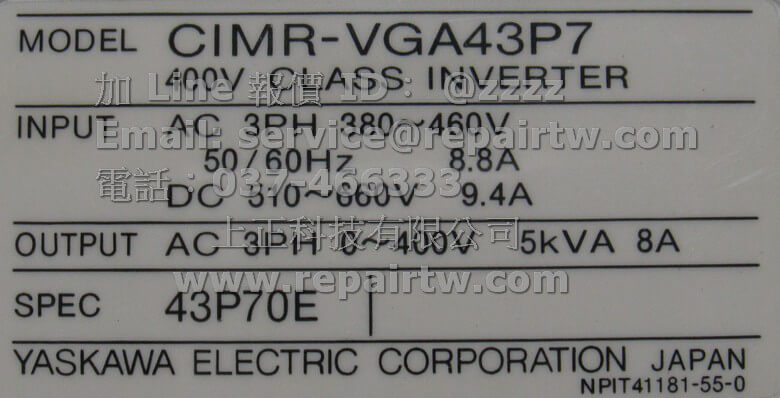 MODEL CIMR-VGA43P7
400V CLASS INVERTER
加 Line 報價 ID： @zzzz
INPUT AC 3PH 380~460V
Email: service@repairtw.com
50/60Hz 8.8A
電話：037-466333
DC 510~660V 9.4A
上正科技有限公司
OUTPUT AC 3PH 0~400V 5kVA 8A
www.repairtw.com
SPEC 43P70E
YASKAWA ELECTRIC CORPORATION JAPAN
NPIT41181-55-0